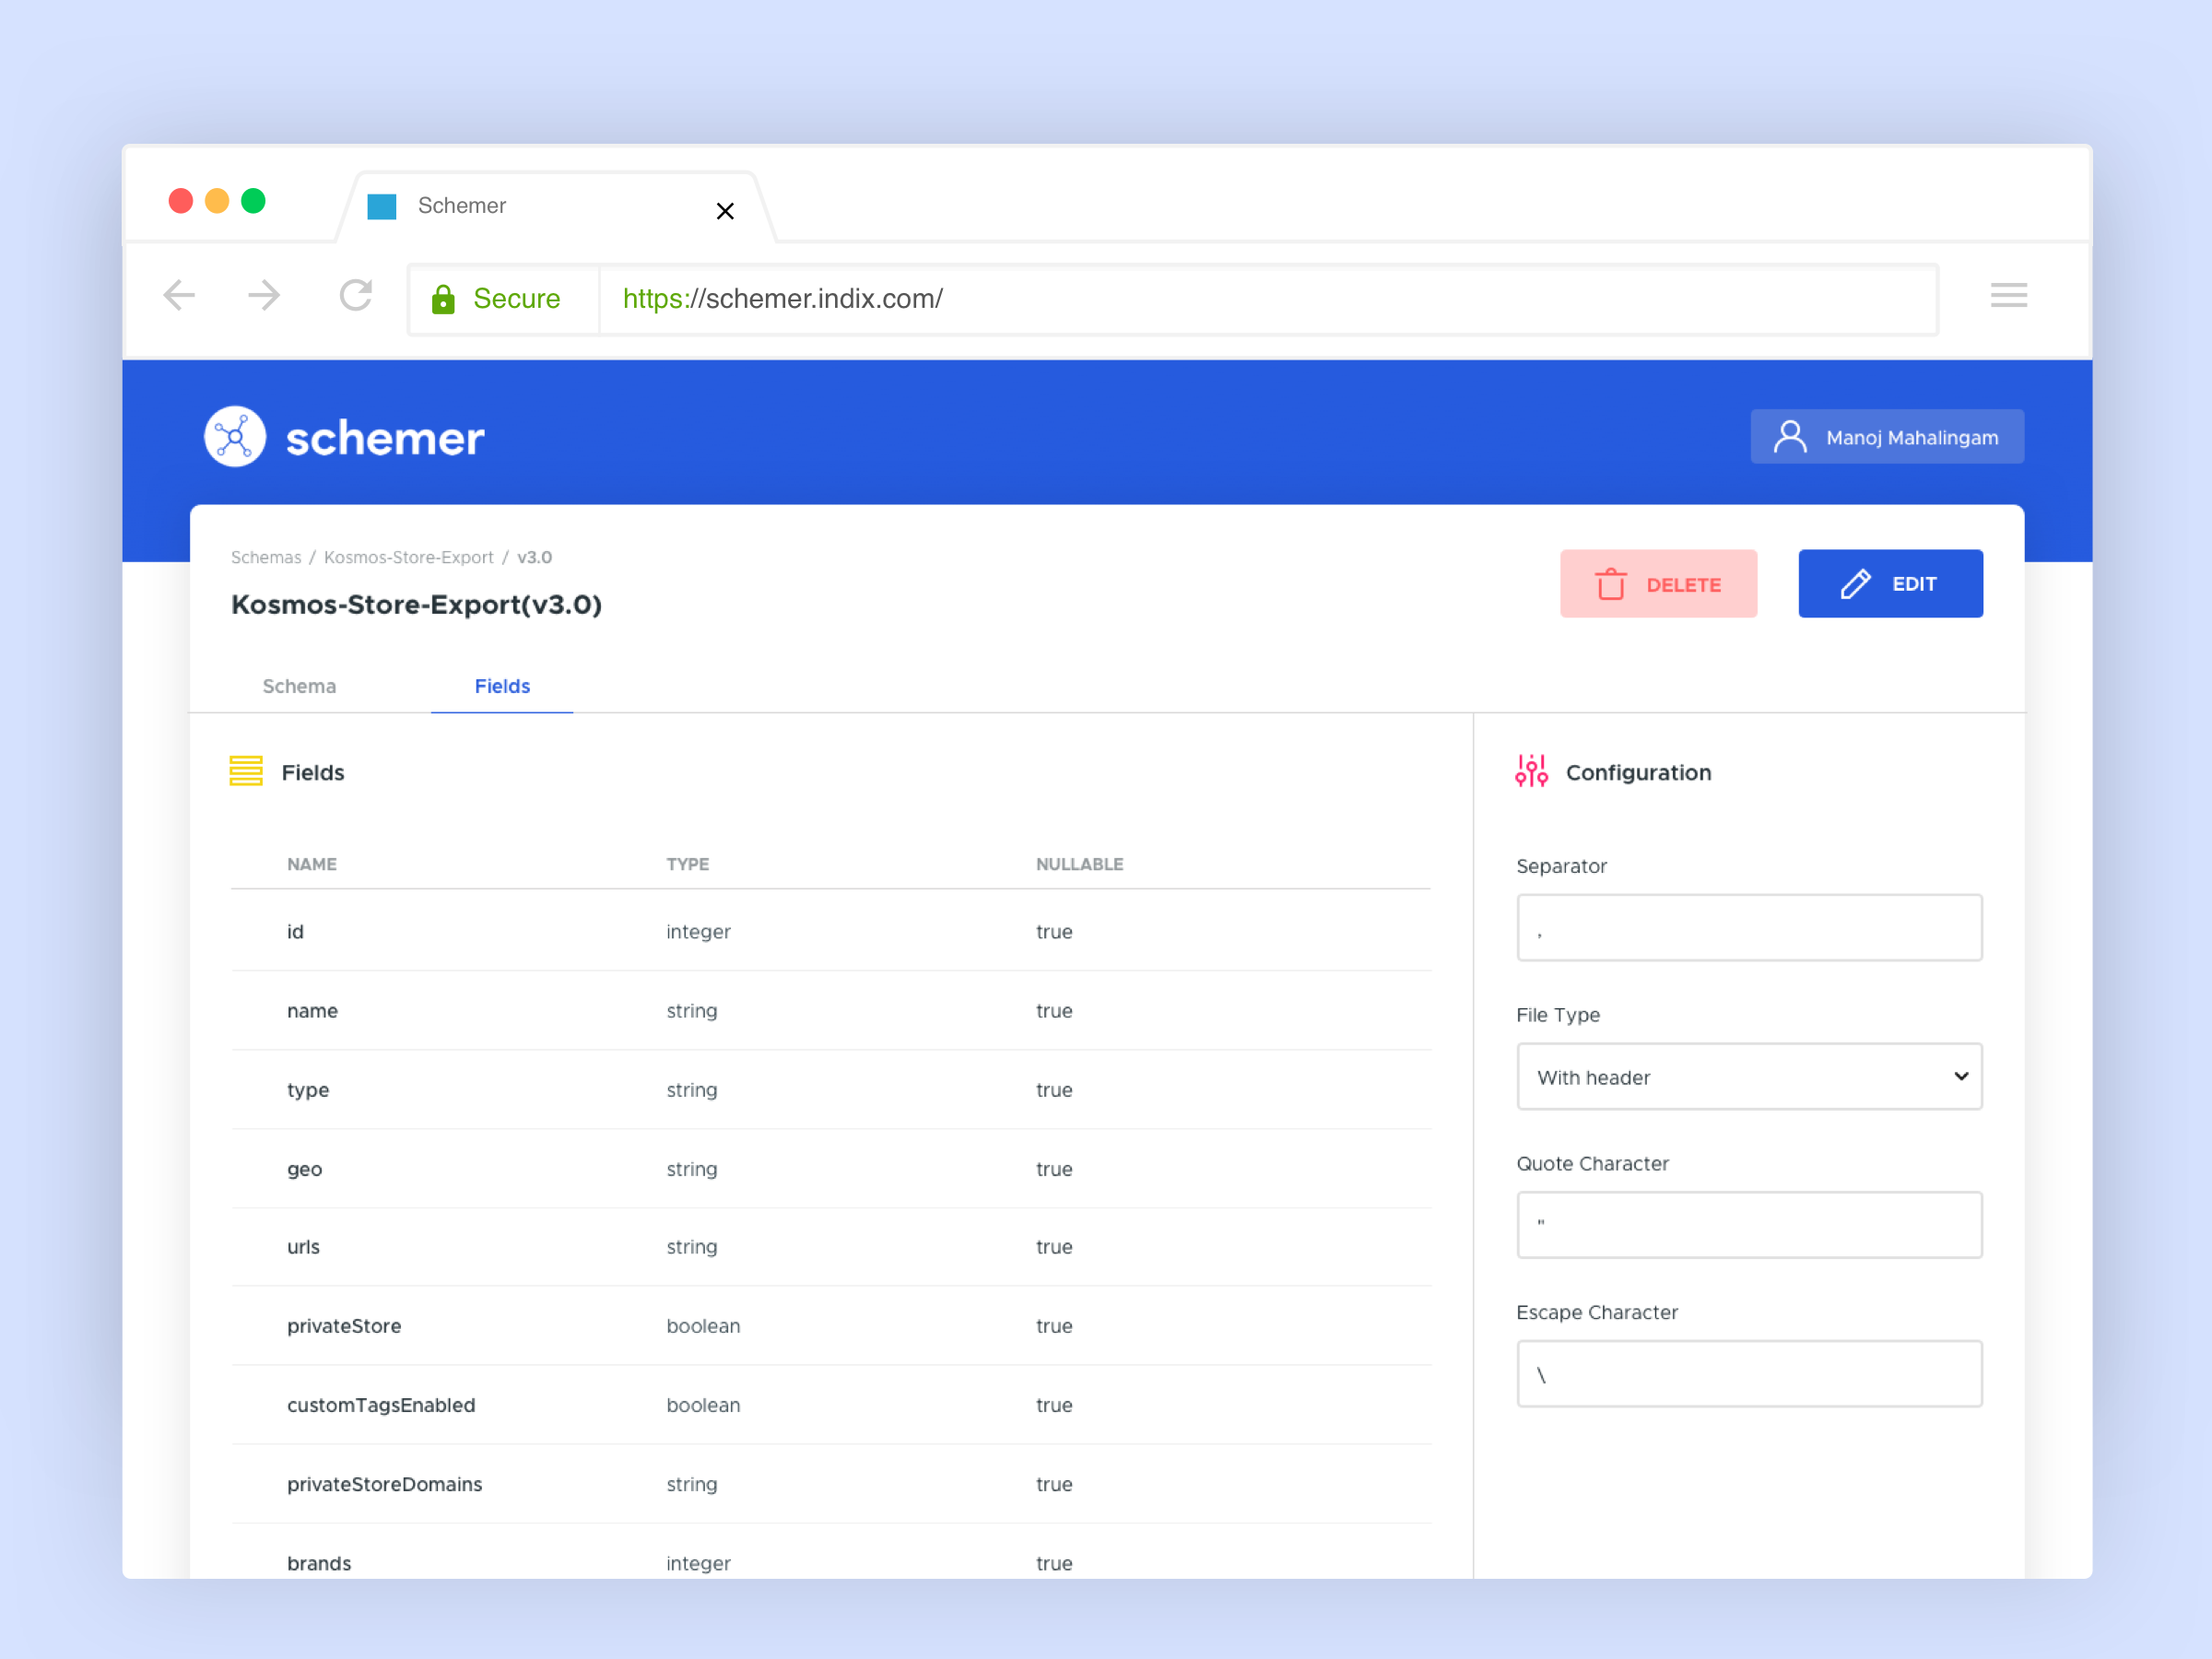 Schemer
Secure https://schemer.indix.com/
schemer
Manoj Mahalingam
Schemas / Kosmos-Store-Export / v3.0
Kosmos-Store-Export(v3.0)
DELETE
EDIT
Schema Fields
Fields
NAME TYPE NULLABLE
id integer true
name string true
type string true
geo string true
urls string true
privateStore boolean true
customTagsEnabled boolean true
privateStoreDomains string true
brands integer true
Configuration
Separator
,
File Type
With header
Quote Character
"
Escape Character
\